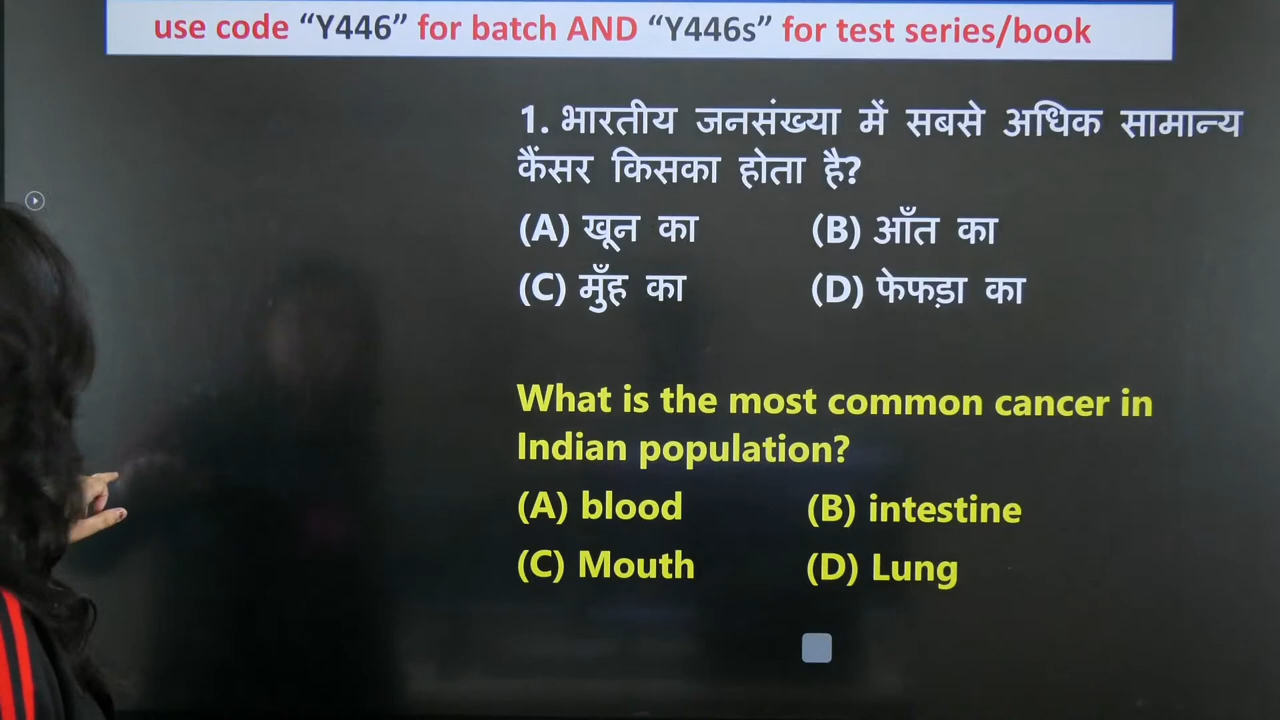 use code “Y446” for batch AND “Y446s” for test series/book
1. भारतीय जनसंख्या में सबसे अधिक सामान्य
कैंसर किसका होता है?
(A) खून का (B) आँत का
(C) मुँह का (D) फेफड़ा का
What is the most common cancer in
Indian population?
(A) blood (B) intestine
(C) Mouth (D) Lung